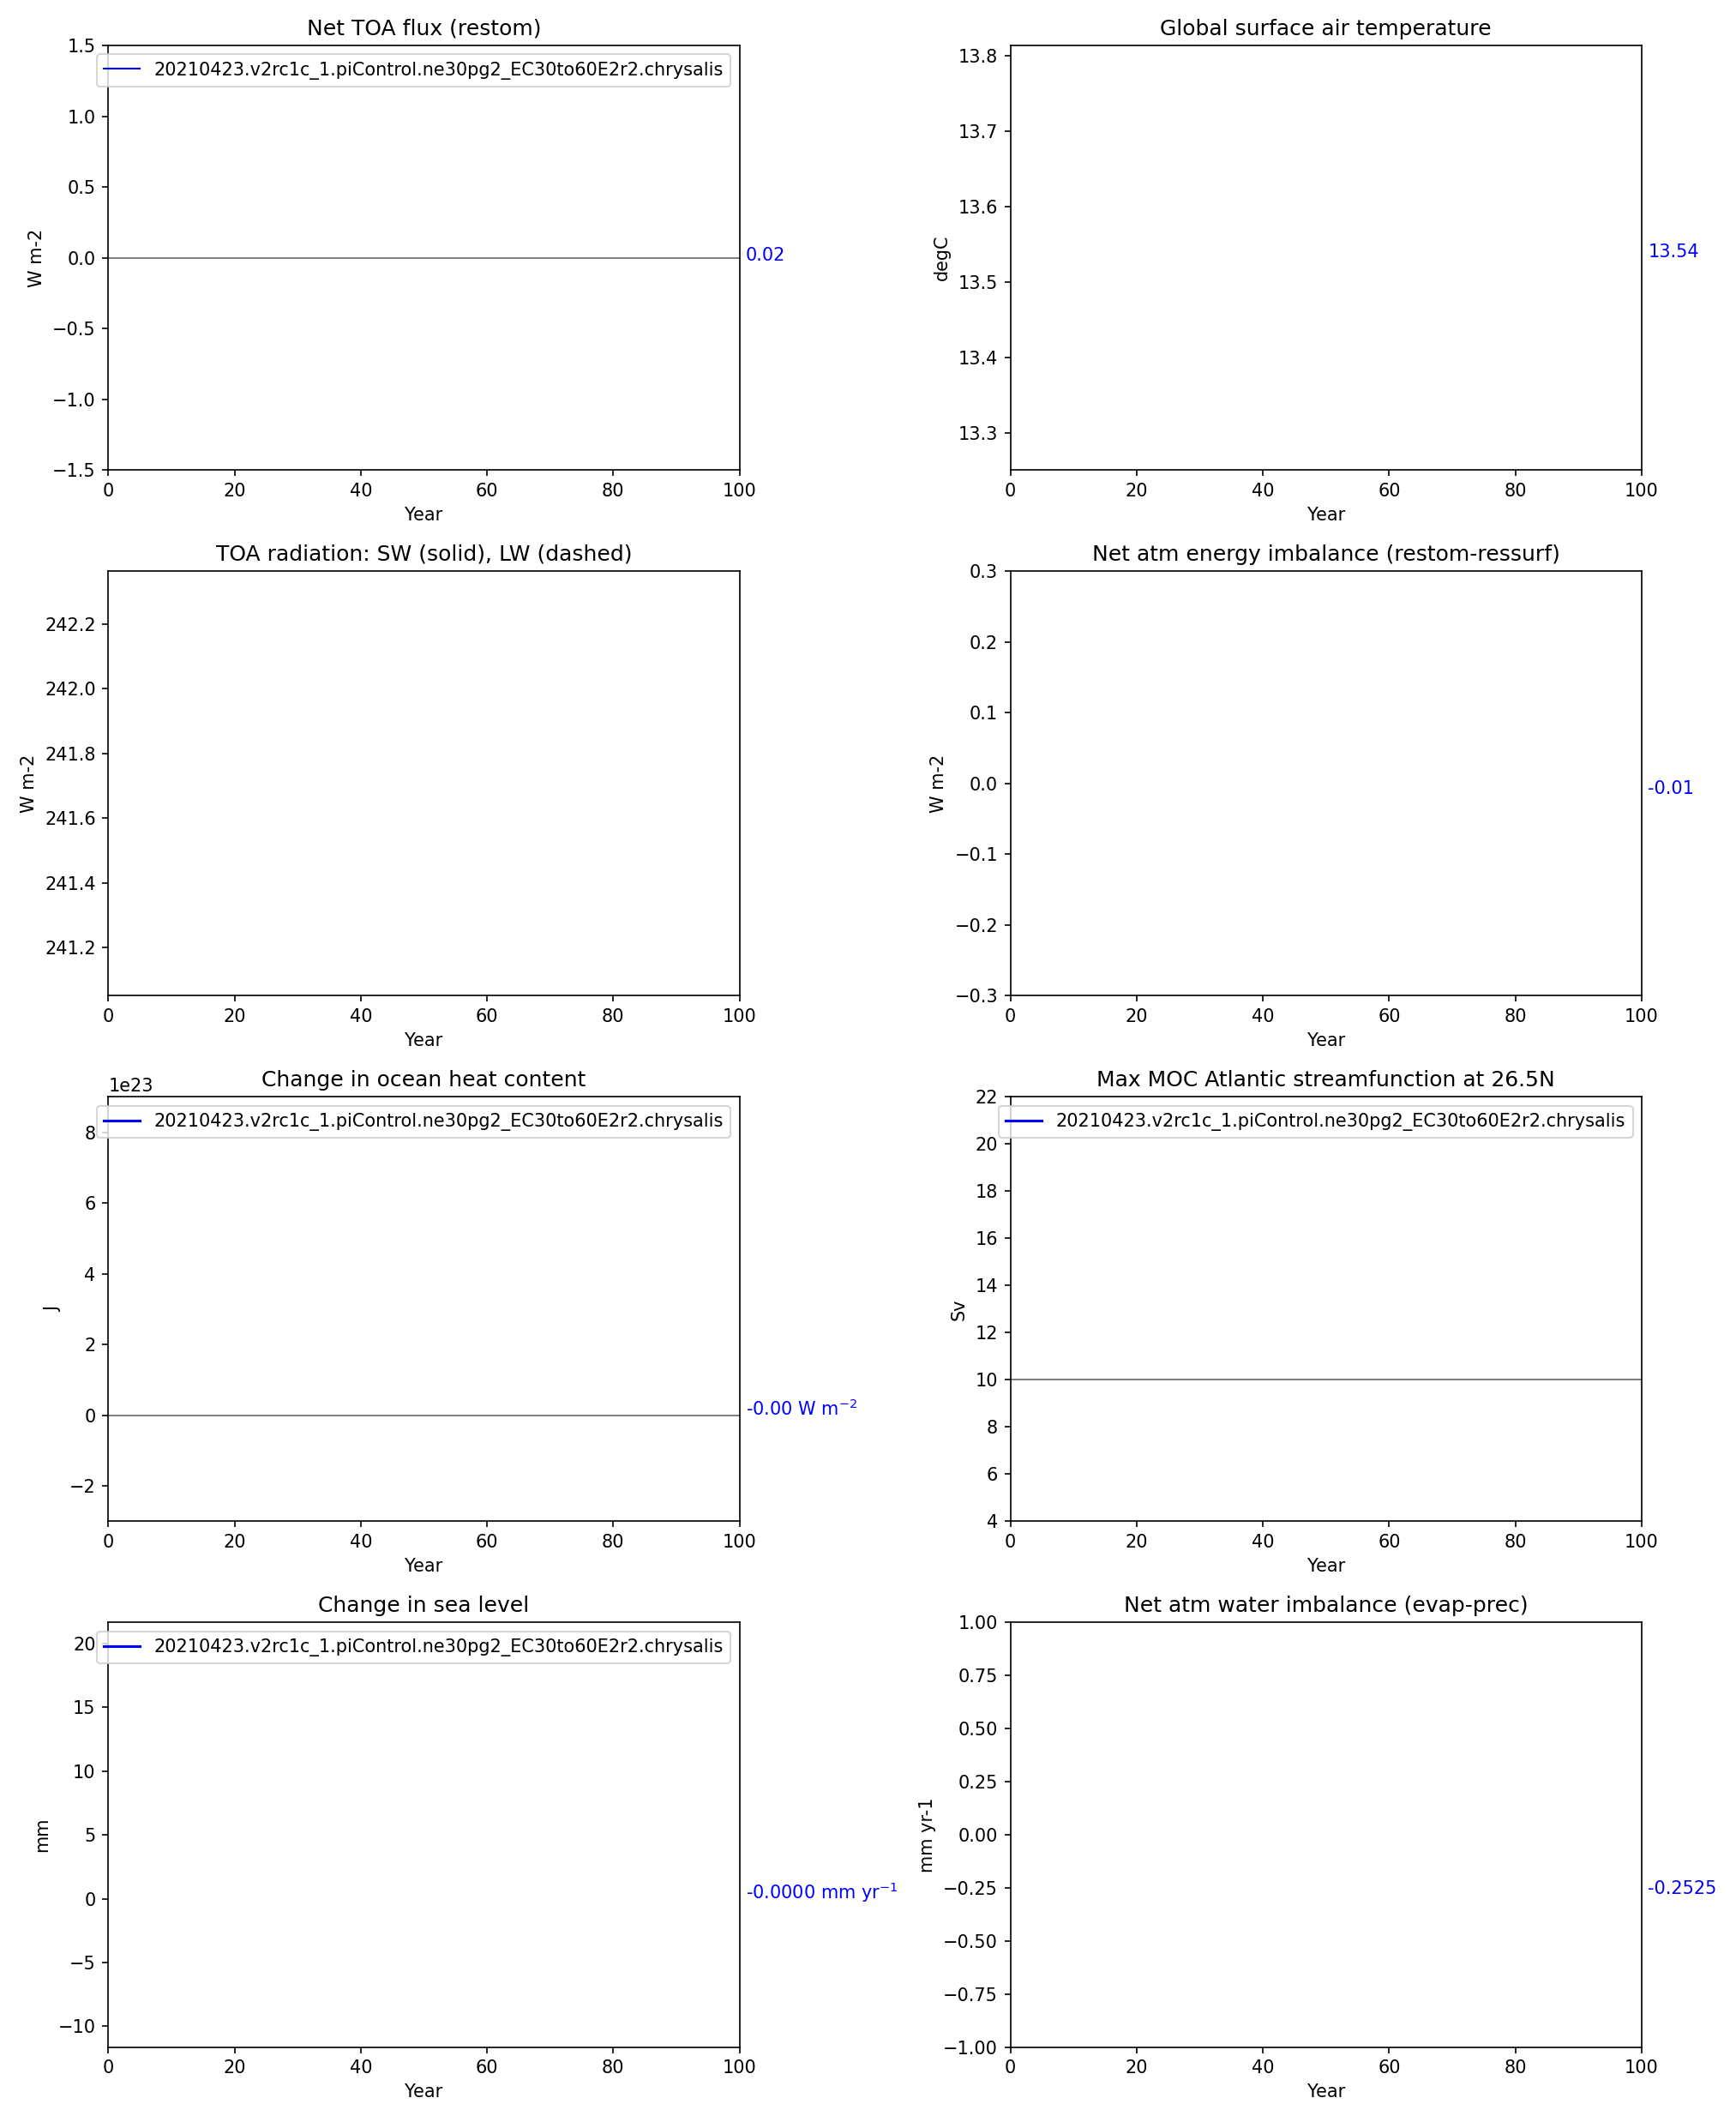 Net TOA flux (restom)
20210423.v2rc1c_1.piControl.ne30pg2_EC30to60E2r2.chrysalis
1.5
1.0
0.5
0.0
−0.5
−1.0
−1.5
W m-2
0.02
0 20 40 60 80 100
Year
Global surface air temperature
13.8
13.7
13.6
13.5
13.4
13.3
degC
13.54
0 20 40 60 80 100
Year
TOA radiation: SW (solid), LW (dashed)
242.2
242.0
241.8
241.6
241.4
241.2
W m-2
0 20 40 60 80 100
Year
Net atm energy imbalance (restom-ressurf)
0.3
0.2
0.1
0.0
−0.1
−0.2
−0.3
W m-2
-0.01
0 20 40 60 80 100
Year
Change in ocean heat content
1e23
20210423.v2rc1c_1.piControl.ne30pg2_EC30to60E2r2.chrysalis
8
6
4
2
0
−2
J
-0.00 W m⁻²
0 20 40 60 80 100
Year
Max MOC Atlantic streamfunction at 26.5N
20210423.v2rc1c_1.piControl.ne30pg2_EC30to60E2r2.chrysalis
22
20
18
16
14
12
10
8
6
4
Sv
0 20 40 60 80 100
Year
Change in sea level
20210423.v2rc1c_1.piControl.ne30pg2_EC30to60E2r2.chrysalis
20
15
10
5
0
−5
−10
mm
-0.0000 mm yr⁻¹
0 20 40 60 80 100
Year
Net atm water imbalance (evap-prec)
1.00
0.75
0.50
0.25
0.00
−0.25
−0.50
−0.75
−1.00
mm yr-1
-0.2525
0 20 40 60 80 100
Year